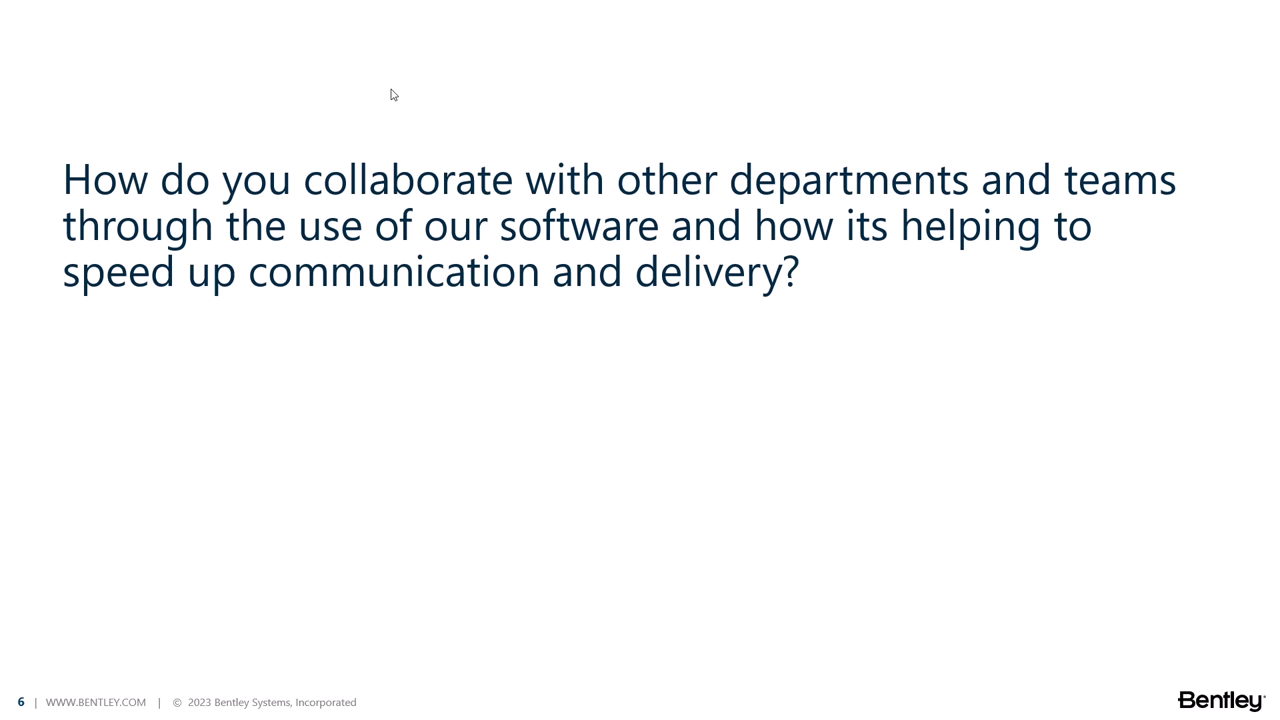 How do you collaborate with other departments and teams
through the use of our software and how its helping to
speed up communication and delivery?
6 | WWW.BENTLEY.COM | © 2023 Bentley Systems, Incorporated
Bentley